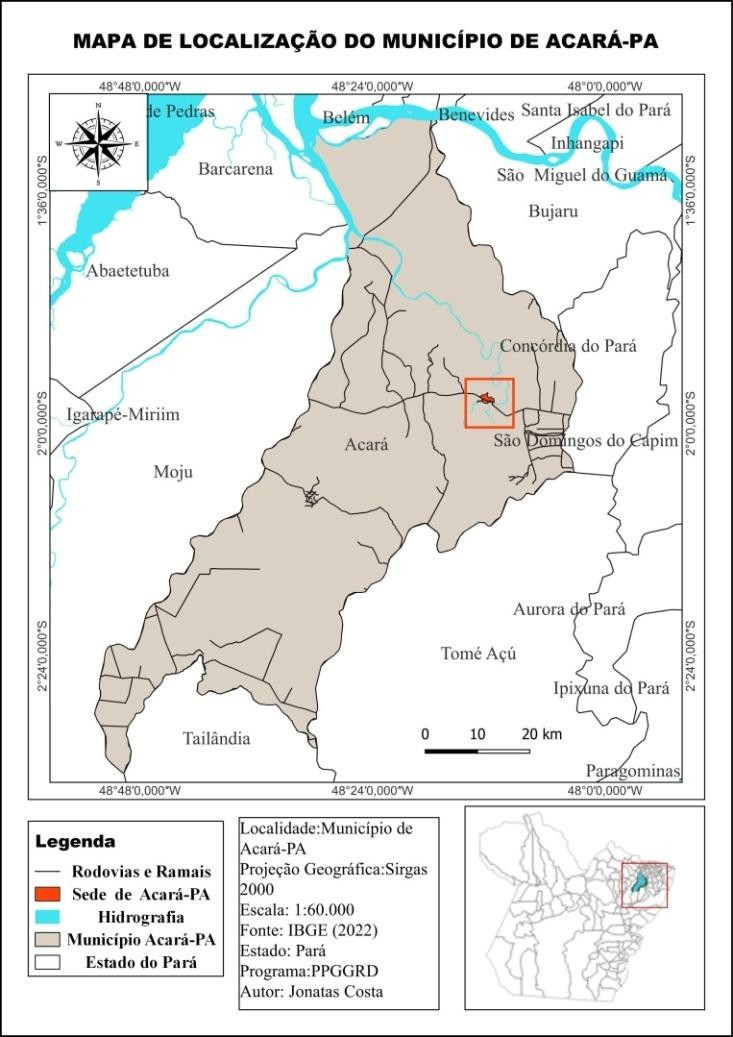 MAPA DE LOCALIZAÇÃO DO MUNICÍPIO DE ACARÁ-PA
48°48'0,000"W 48°24'0,000"W 48°0'0,000"W
N
W E
S
de Pedras
Belém
Benevides
Santa Isabel do Pará
Inhangapi
Barcarena
São Miguel do Guamá
Bujaru
1°36'0,000"S 1°36'0,000"S
Abaetetuba
Concórdia do Pará
Igarapé-Miriim
2°0'0,000"S 2°0'0,000"S
Acará
São Domingos do Capim
Moju
Aurora do Pará
Tomé Açú
2°24'0,000"S 2°24'0,000"S
Ipixuna do Pará
Tailândia
0 10 20 km
Paragominas
48°48'0,000"W 48°24'0,000"W 48°0'0,000"W
Legenda
Rodovias e Ramais
Sede de Acará-PA
Hidrografia
Município Acará-PA
Estado do Pará
Localidade:Município de
Acará-PA
Projeção Geográfica:Sirgas
2000
Escala: 1:60.000
Fonte: IBGE (2022)
Estado: Pará
Programa:PPGGRD
Autor: Jonatas Costa